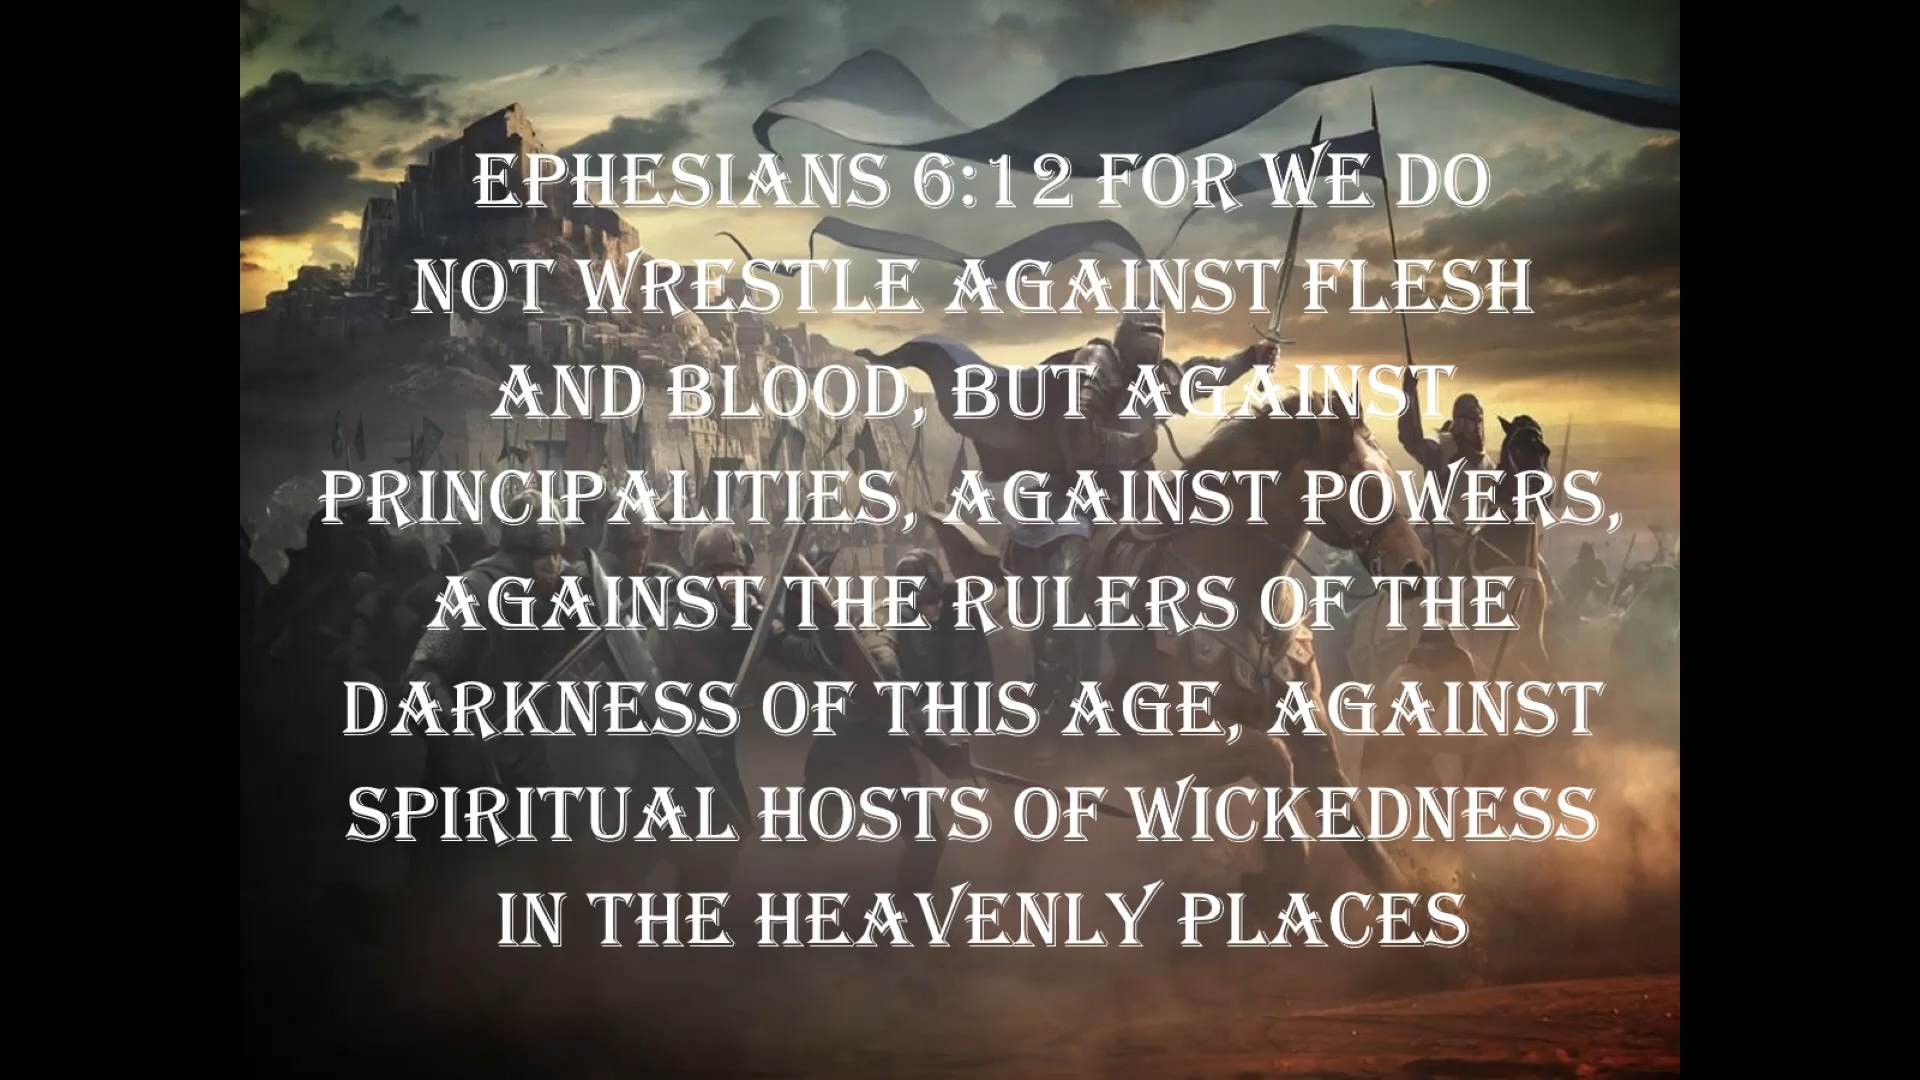 EPHESIANS 6:12 FOR WE DO
NOT WRESTLE AGAINST FLESH
AND BLOOD, BUT AGAINST
PRINCIPALITIES, AGAINST POWERS,
AGAINST THE RULERS OF THE
DARKNESS OF THIS AGE, AGAINST
SPIRITUAL HOSTS OF WICKEDNESS
IN THE HEAVENLY PLACES